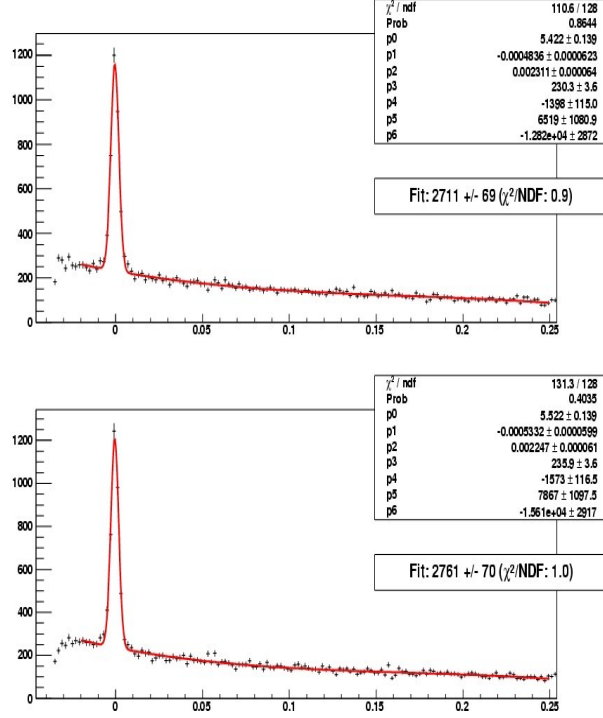 χ² / ndf 110.6 / 128
Prob 0.8644
p0 5.422 ± 0.139
p1 -0.0004836 ± 0.0000623
p2 0.002311 ± 0.000064
p3 230.3 ± 3.6
p4 -1398 ± 115.0
p5 6519 ± 1080.9
p6 -1.282e+04 ± 2872
Fit: 2711 +/- 69 (χ²/NDF: 0.9)
1200
1000
800
600
400
200
0
0 0.05 0.1 0.15 0.2 0.25
χ² / ndf 131.3 / 128
Prob 0.4035
p0 5.522 ± 0.139
p1 -0.0005332 ± 0.0000599
p2 0.002247 ± 0.000061
p3 235.9 ± 3.6
p4 -1573 ± 116.5
p5 7867 ± 1097.5
p6 -1.561e+04 ± 2917
Fit: 2761 +/- 70 (χ²/NDF: 1.0)
1200
1000
800
600
400
200
0
0 0.05 0.1 0.15 0.2 0.25